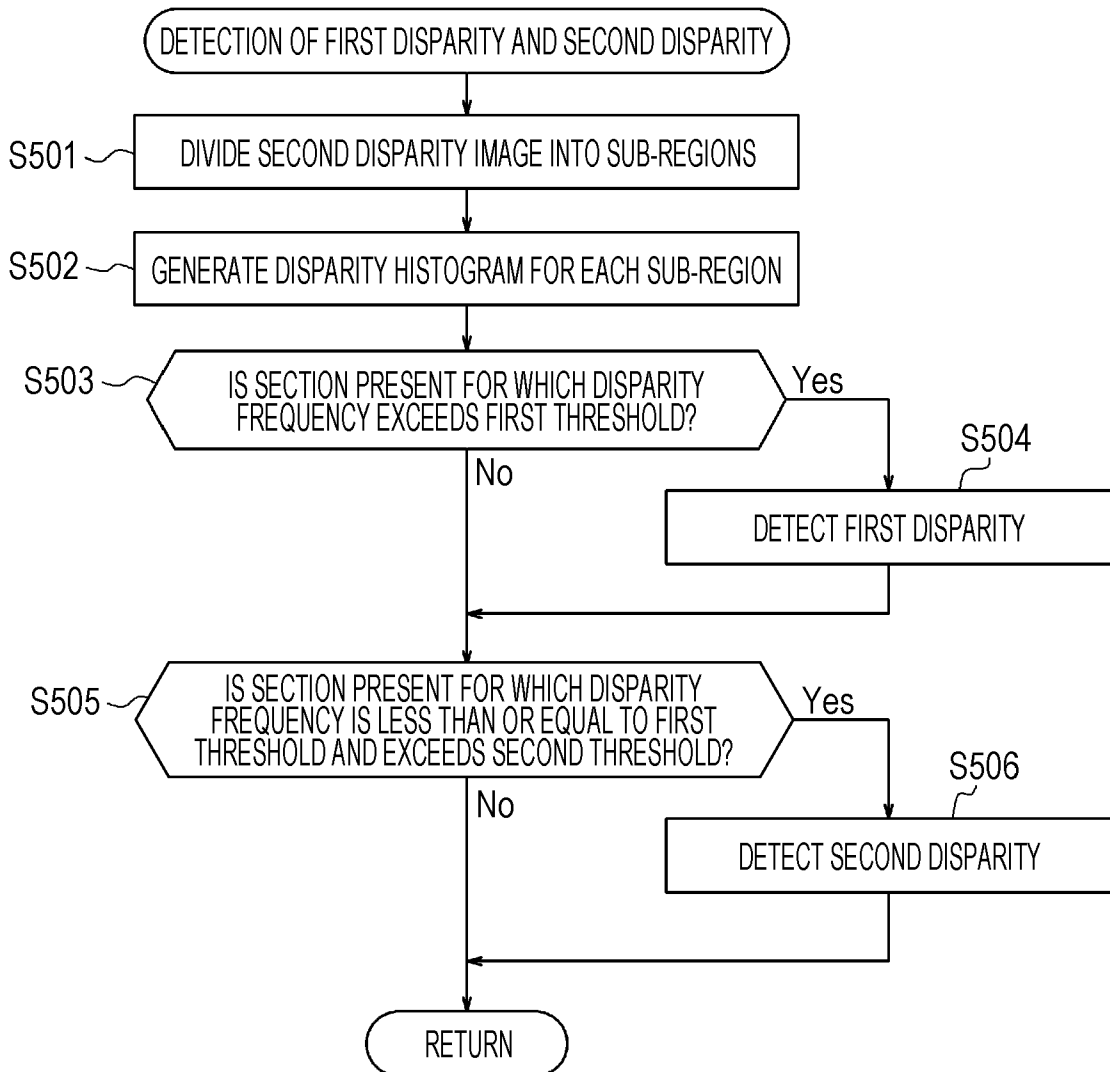 DETECTION OF FIRST DISPARITY AND SECOND DISPARITY
S501
DIVIDE SECOND DISPARITY IMAGE INTO SUB-REGIONS
S502
GENERATE DISPARITY HISTOGRAM FOR EACH SUB-REGION
S503
IS SECTION PRESENT FOR WHICH DISPARITY
FREQUENCY EXCEEDS FIRST THRESHOLD?
Yes
No
S504
DETECT FIRST DISPARITY
S505
IS SECTION PRESENT FOR WHICH DISPARITY
FREQUENCY IS LESS THAN OR EQUAL TO FIRST
THRESHOLD AND EXCEEDS SECOND THRESHOLD?
Yes
No
S506
DETECT SECOND DISPARITY
RETURN